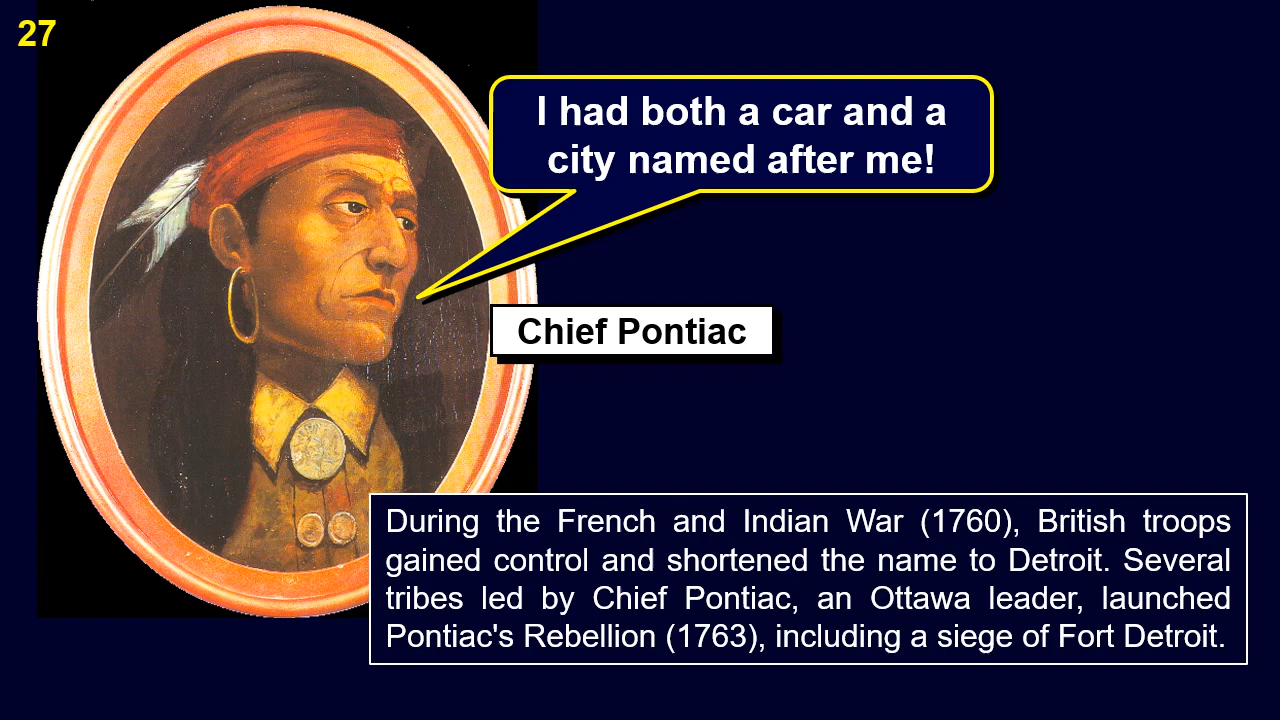 27
I had both a car and a
city named after me!
Chief Pontiac
During the French and Indian War (1760), British troops
gained control and shortened the name to Detroit. Several
tribes led by Chief Pontiac, an Ottawa leader, launched
Pontiac's Rebellion (1763), including a siege of Fort Detroit.